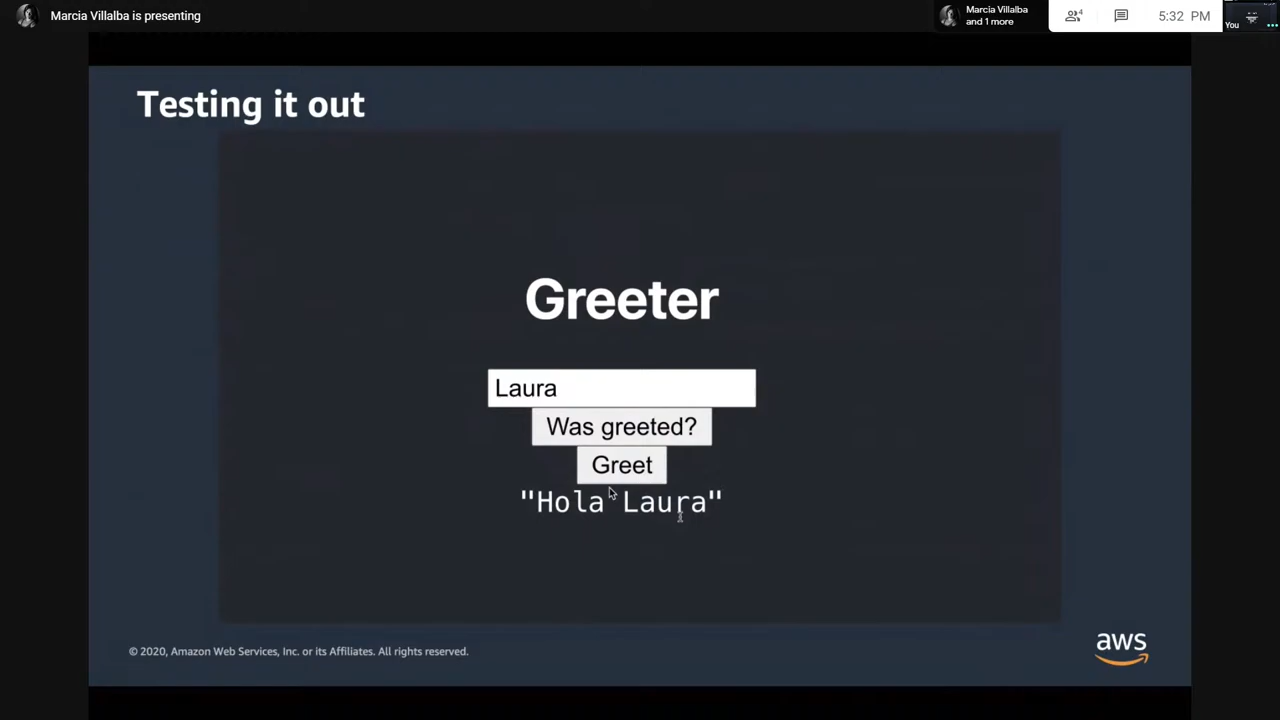 Marcia Villalba is presenting
Marcia Villalba
and 1 more
4
5:32 PM
You
Testing it out
Greeter
Laura
Was greeted?
Greet
"Hola Laura"
© 2020, Amazon Web Services, Inc. or its Affiliates. All rights reserved.
aws